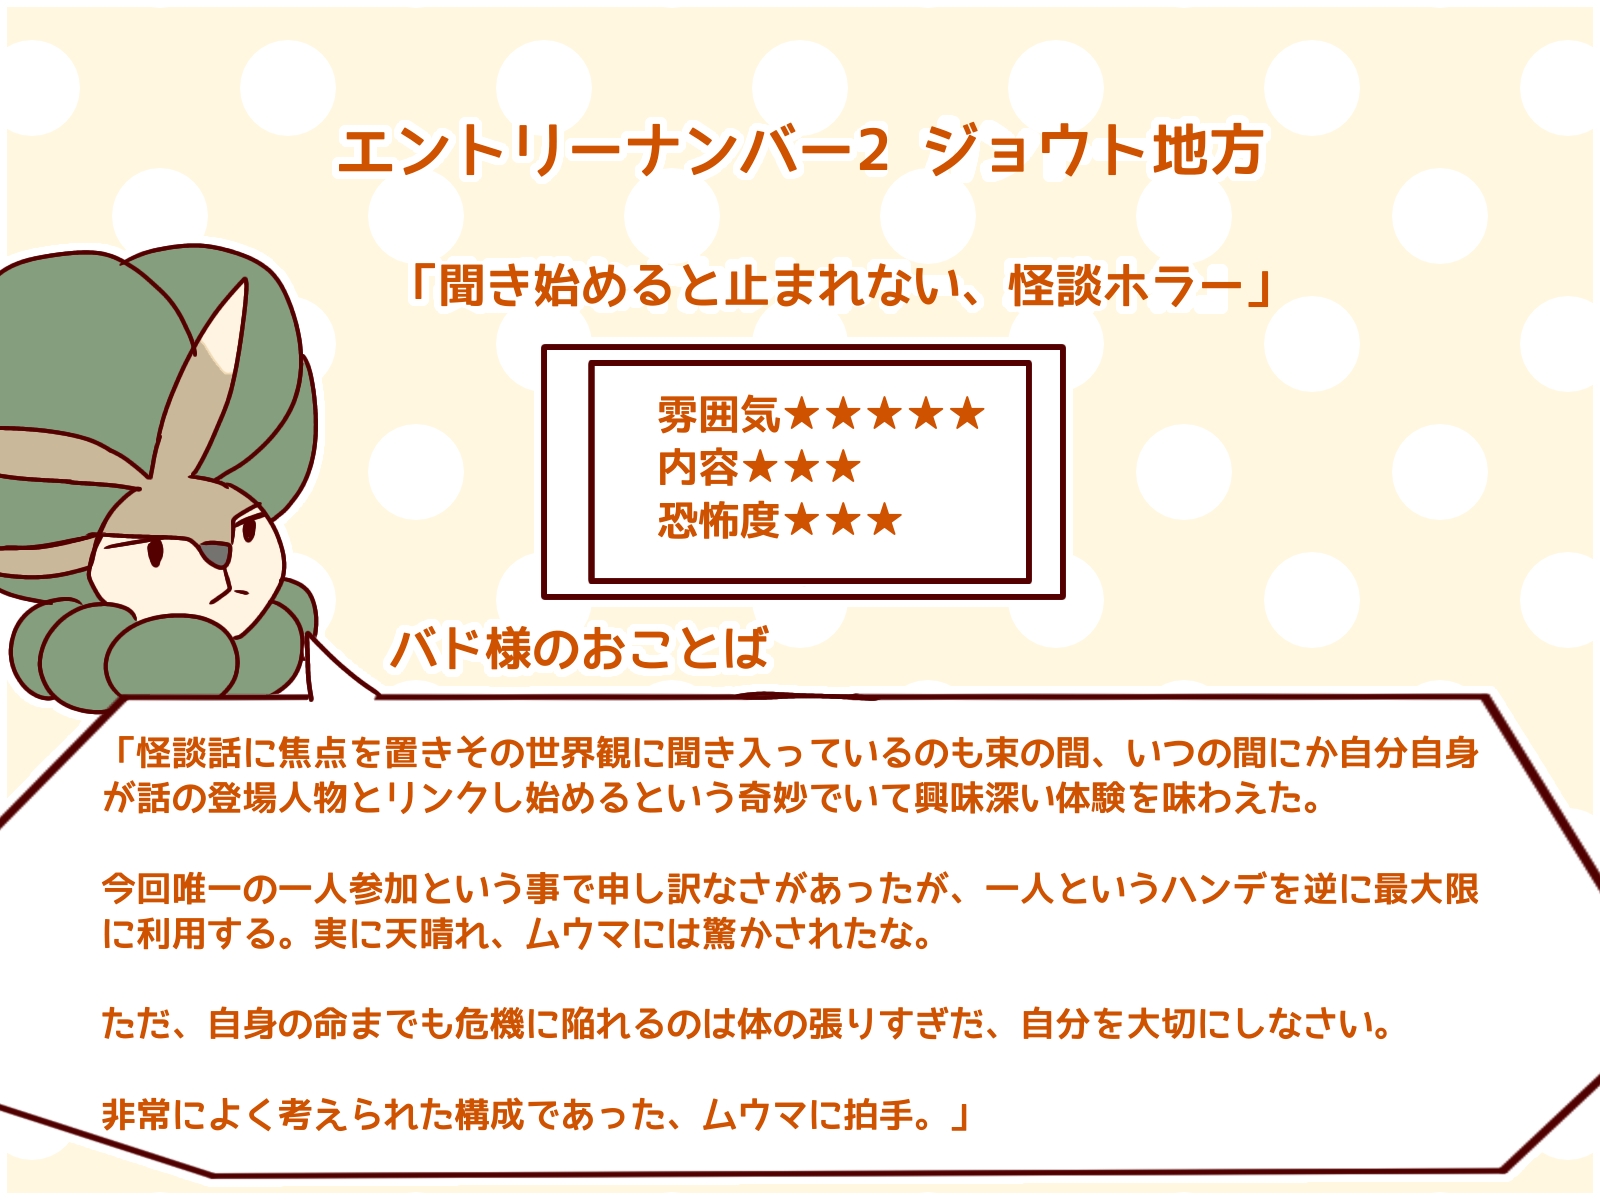 エントリーナンバー2 ジョウト地方
「聞き始めると止まれない、怪談ホラー」
雰囲気★★★★★
内容★★★
恐怖度★★★
バド様のおことば
「怪談話に焦点を置きその世界観に聞き入っているのも束の間、いつの間にか自分自身
が話の登場人物とリンクし始めるという奇妙でいて興味深い体験を味わえた。
今回唯一の一人参加という事で申し訳なさがあったが、一人というハンデを逆に最大限
に利用する。実に天晴れ、ムウマには驚かされたな。
ただ、自身の命までも危機に陥れるのは体の張りすぎだ、自分を大切にしなさい。
非常によく考えられた構成であった、ムウマに拍手。」